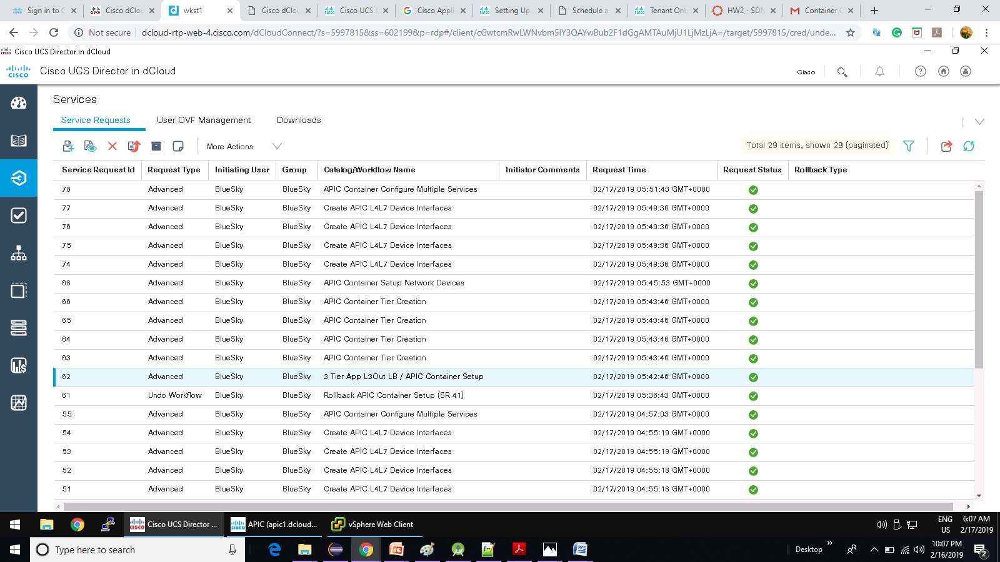 Sign in to C
Cisco dClou
wkst1
Cisco dClou
Cisco UCS D
Cisco Appli
Setting Up
Schedule a
Tenant Onb
HW2 - SDN
Container C
Not secure
dcloud-rtp-web-4.cisco.com/dCloudConnect/?s=5997815&ss=602199&p=rdp#/client/cGwtcmRwLWNvbm5lY3QAYwBub2F1dGgAMTAuMjU1LjMzLjA=/target/5997815/cred/unde...
Cisco UCS Director in dCloud
CISCO
Cisco UCS Director in dCloud
Cisco
Services
Service Requests
User OVF Management
Downloads
More Actions
Total 29 items, shown 29 (paginated)
Service Request Id Request Type Initiating User Group Catalog/Workflow Name Initiator Comments Request Time Request Status Rollback Type
78 Advanced BlueSky BlueSky APIC Container Configure Multiple Services 02/17/2019 05:51:43 GMT+0000
77 Advanced BlueSky BlueSky Create APIC L4L7 Device Interfaces 02/17/2019 05:49:36 GMT+0000
76 Advanced BlueSky BlueSky Create APIC L4L7 Device Interfaces 02/17/2019 05:49:36 GMT+0000
75 Advanced BlueSky BlueSky Create APIC L4L7 Device Interfaces 02/17/2019 05:49:36 GMT+0000
74 Advanced BlueSky BlueSky Create APIC L4L7 Device Interfaces 02/17/2019 05:49:36 GMT+0000
68 Advanced BlueSky BlueSky APIC Container Setup Network Devices 02/17/2019 05:45:53 GMT+0000
66 Advanced BlueSky BlueSky APIC Container Tier Creation 02/17/2019 05:43:46 GMT+0000
65 Advanced BlueSky BlueSky APIC Container Tier Creation 02/17/2019 05:43:46 GMT+0000
64 Advanced BlueSky BlueSky APIC Container Tier Creation 02/17/2019 05:43:46 GMT+0000
63 Advanced BlueSky BlueSky APIC Container Tier Creation 02/17/2019 05:43:46 GMT+0000
62 Advanced BlueSky BlueSky 3 Tier App L3Out LB / APIC Container Setup 02/17/2019 05:42:46 GMT+0000
61 Undo Workflow BlueSky BlueSky Rollback APIC Container Setup (SR 41) 02/17/2019 05:36:43 GMT+0000
55 Advanced BlueSky BlueSky APIC Container Configure Multiple Services 02/17/2019 04:57:03 GMT+0000
54 Advanced BlueSky BlueSky Create APIC L4L7 Device Interfaces 02/17/2019 04:55:19 GMT+0000
53 Advanced BlueSky BlueSky Create APIC L4L7 Device Interfaces 02/17/2019 04:55:19 GMT+0000
52 Advanced BlueSky BlueSky Create APIC L4L7 Device Interfaces 02/17/2019 04:55:18 GMT+0000
51 Advanced BlueSky BlueSky Create APIC L4L7 Device Interfaces 02/17/2019 04:55:18 GMT+0000
Cisco UCS Director ...
APIC (apic1.dcloud...
vSphere Web Client
ENG
US
6:07 AM
2/17/2019
Type here to search
Desktop
10:07 PM
2/16/2019
2